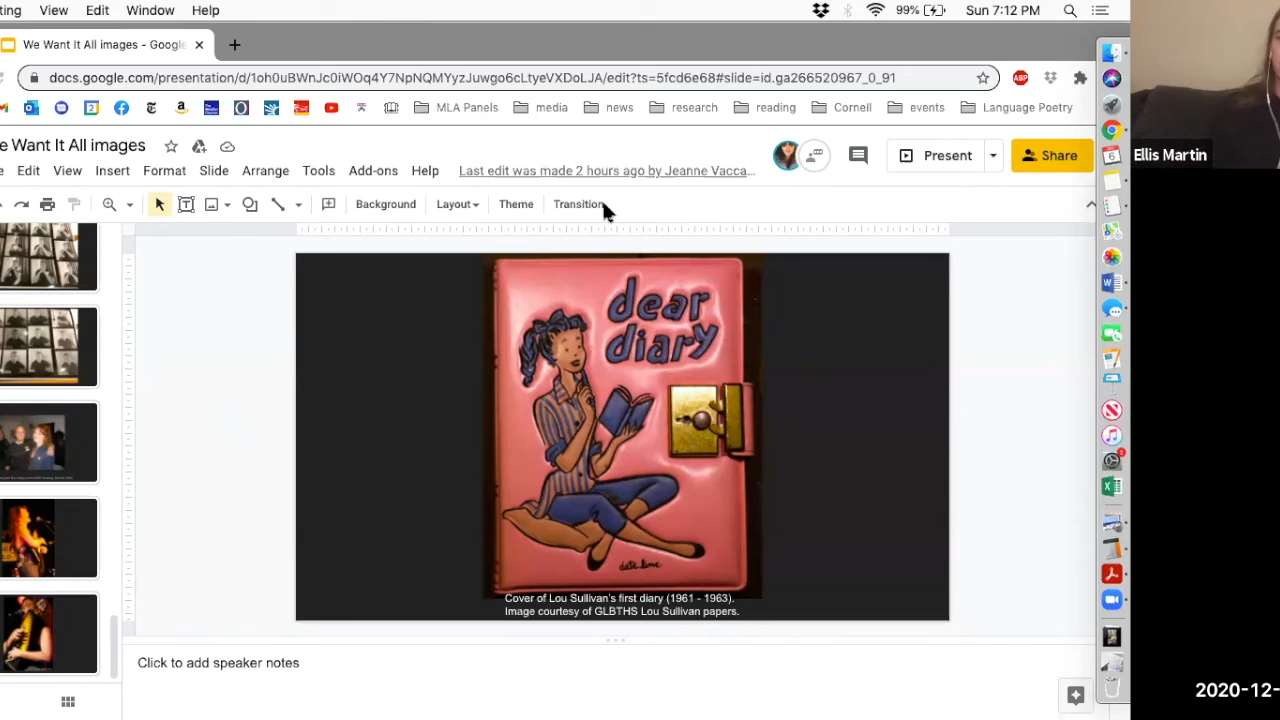 ting View Edit Window Help 99% Sun 7:12 PM
We Want It All images - Google
docs.google.com/presentation/d/1oh0uBWnJc0iWOq4Y7NpNQMYyzJuwgo6cLtyeVXDoLJA/edit?ts=5fcd6e68#slide=id.ga266520967_0_91
ABP
MLA Panels media news research reading Cornell events Language Poetry
e Want It All images
Present
Share
Ellis Martin
Edit View Insert Format Slide Arrange Tools Add-ons Help Last edit was made 2 hours ago by Jeanne Vacca...
Background Layout Theme Transition
dear
diary
date line
Cover of Lou Sullivan's first diary (1961 - 1963).
Image courtesy of GLBTHS Lou Sullivan papers.
Click to add speaker notes
2020-12-